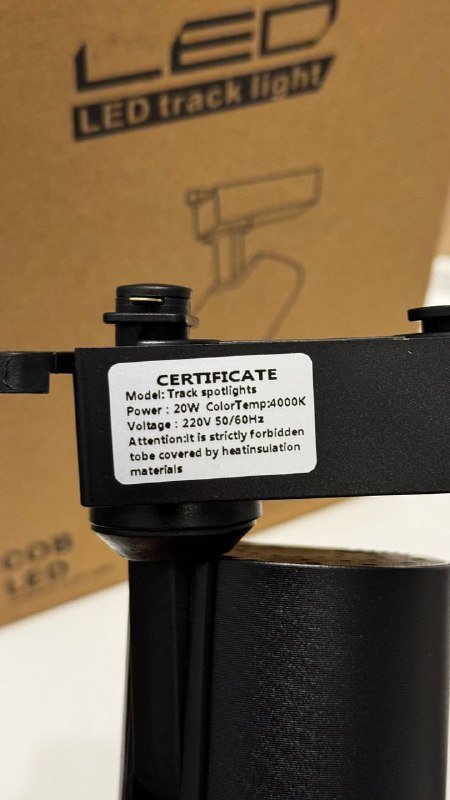 LED
LED track light
CERTIFICATE
Model: Track spotlights
Power : 20W ColorTemp:4000K
Voltage : 220V 50/60Hz
Attention:It is strictly forbidden
tobe covered by heatinsulation
materials
COB
LED